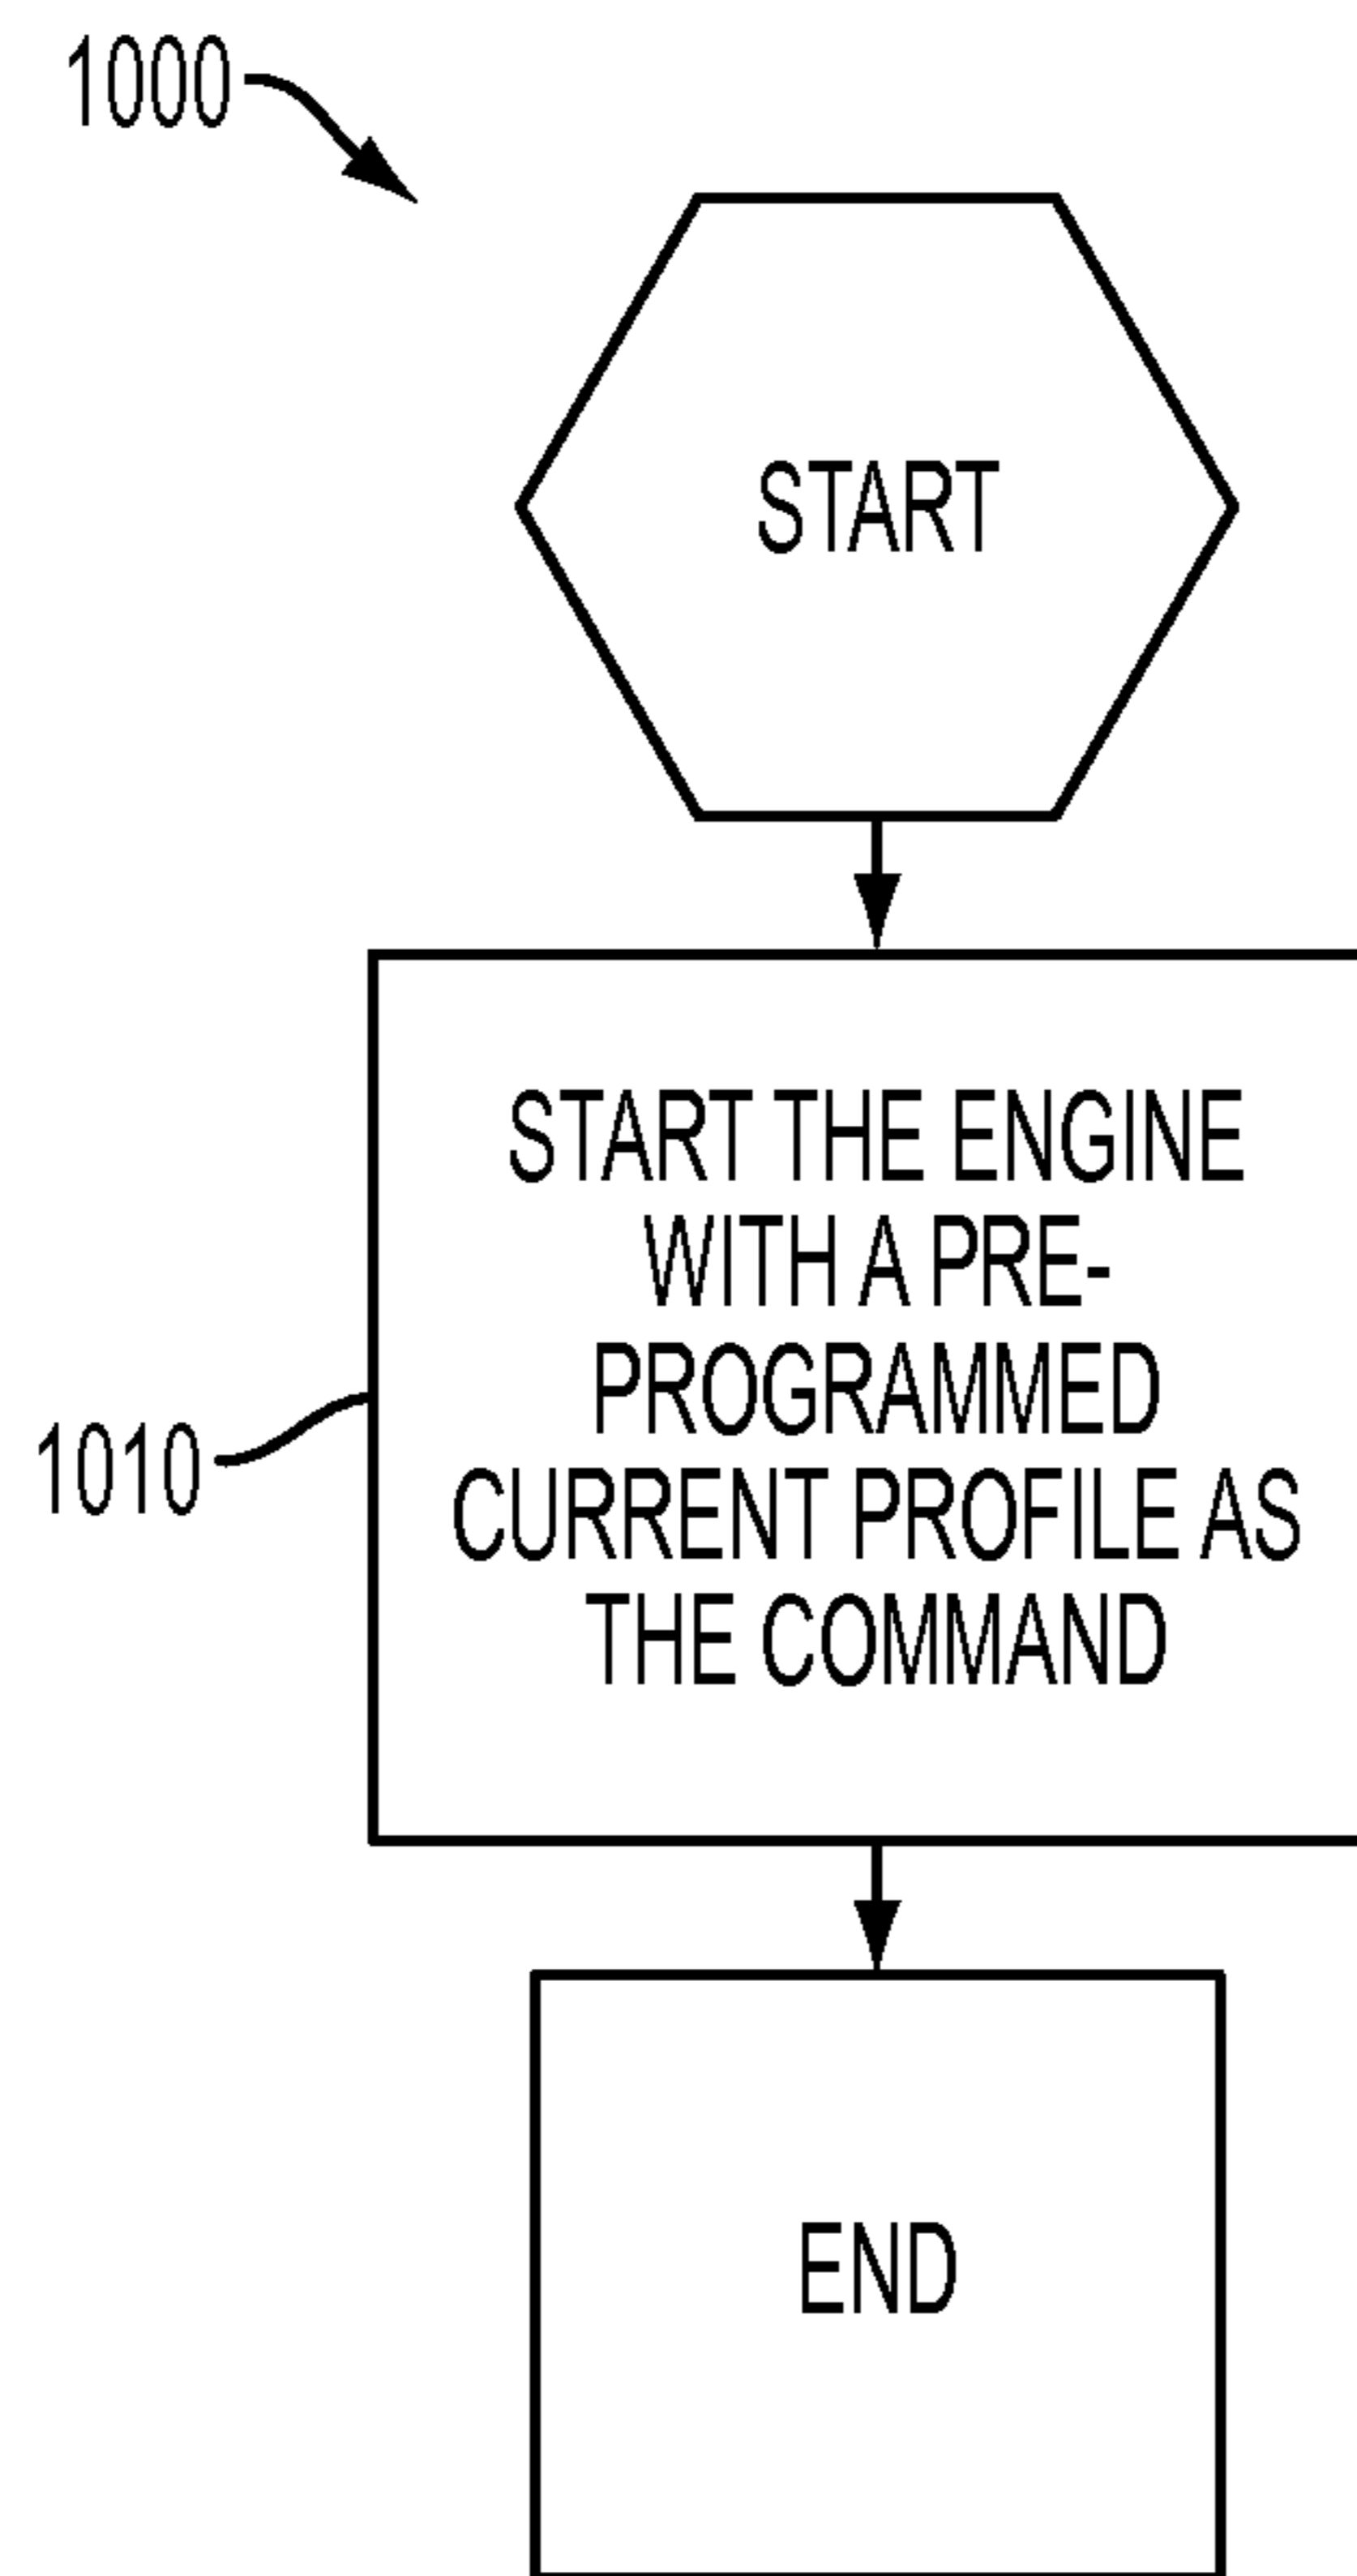 1000
START
START THE ENGINE
WITH A PRE-
PROGRAMMED
CURRENT PROFILE AS
THE COMMAND
1010
END